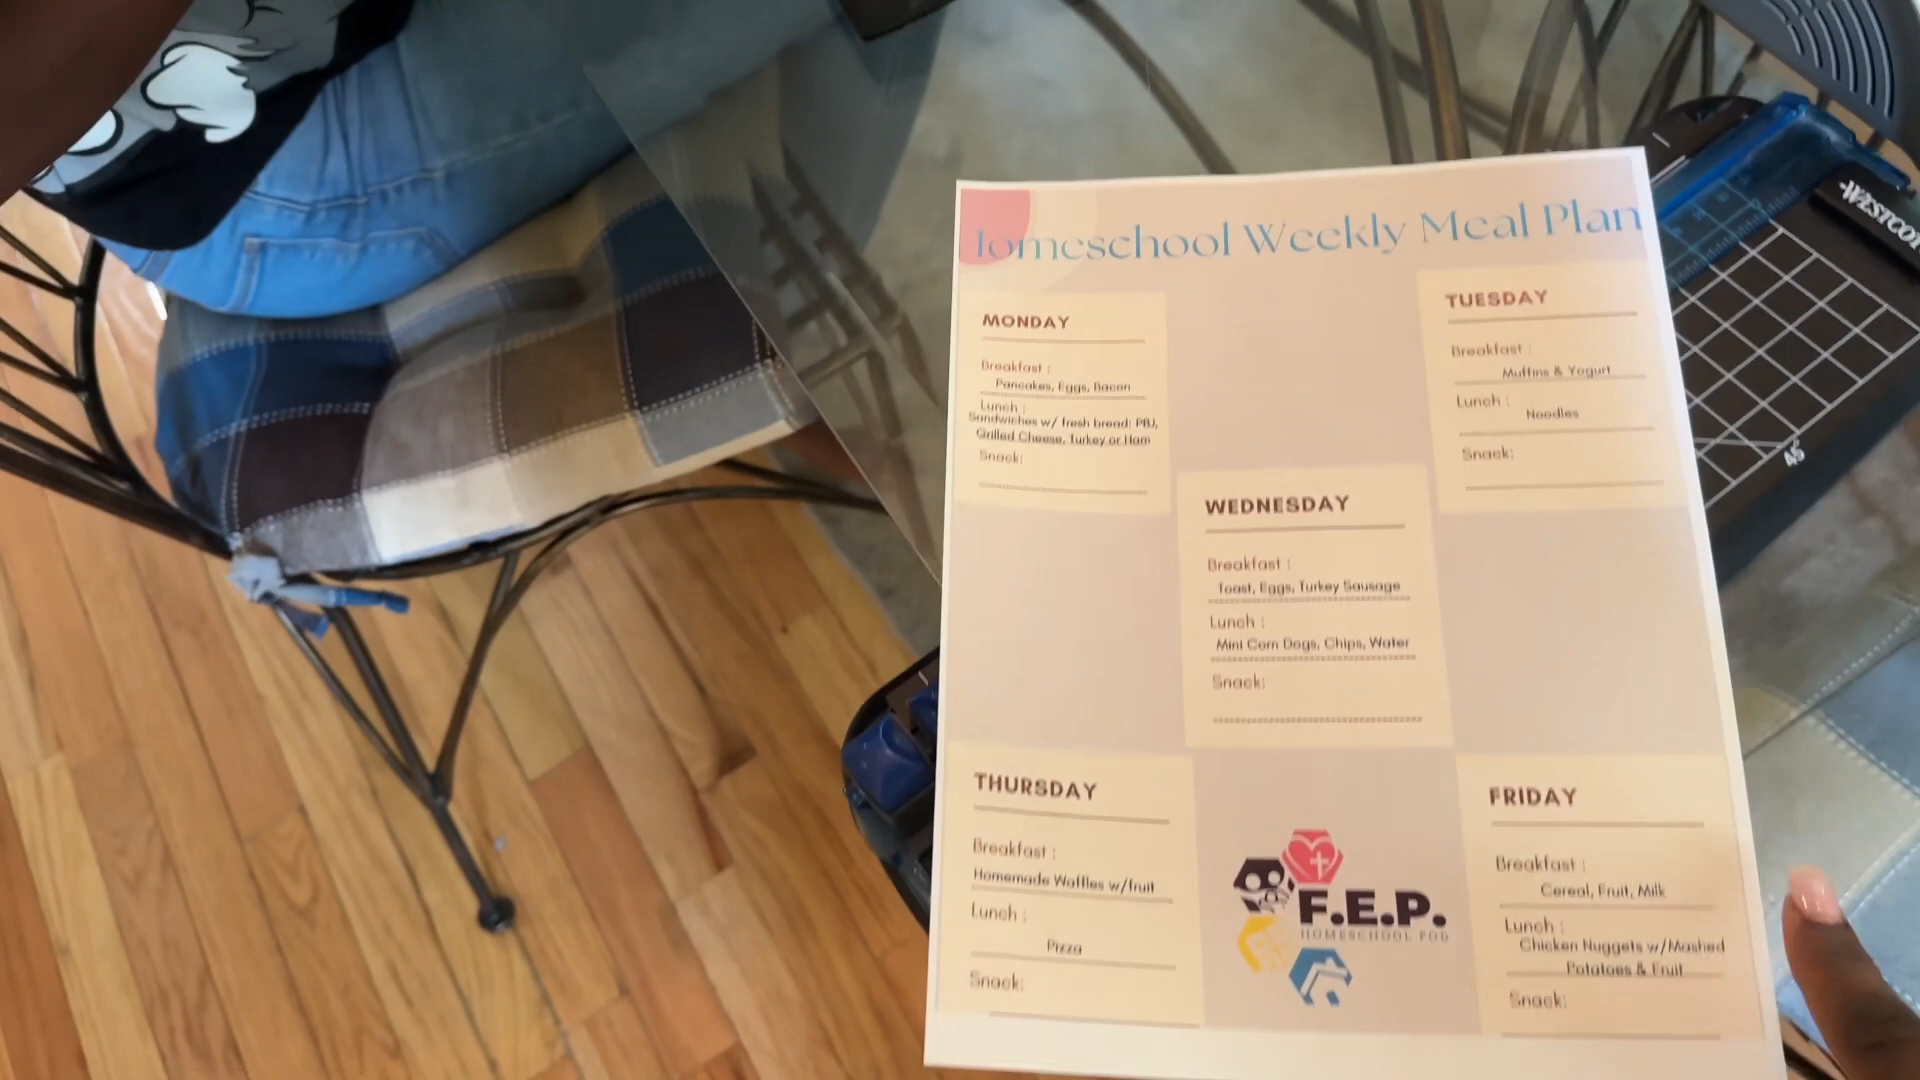 Homeschool Weekly Meal Plan
MONDAY
Breakfast :
Pancakes, Eggs, Bacon
Lunch :
Sandwiches w/ fresh bread: PBJ,
Grilled Cheese, Turkey or Ham
Snack:
TUESDAY
Breakfast :
Muffins & Yogurt
Lunch :
Noodles
Snack:
WEDNESDAY
Breakfast :
Toast, Eggs, Turkey Sausage
Lunch :
Mini Corn Dogs, Chips, Water
Snack:
THURSDAY
Breakfast :
Homemade Waffles w/fruit
Lunch :
Pizza
Snack:
F.E.P.
HOMESCHOOL POD
FRIDAY
Breakfast :
Cereal, Fruit, Milk
Lunch :
Chicken Nuggets w/Mashed
Potatoes & Fruit
Snack:
WESTCOTT
45